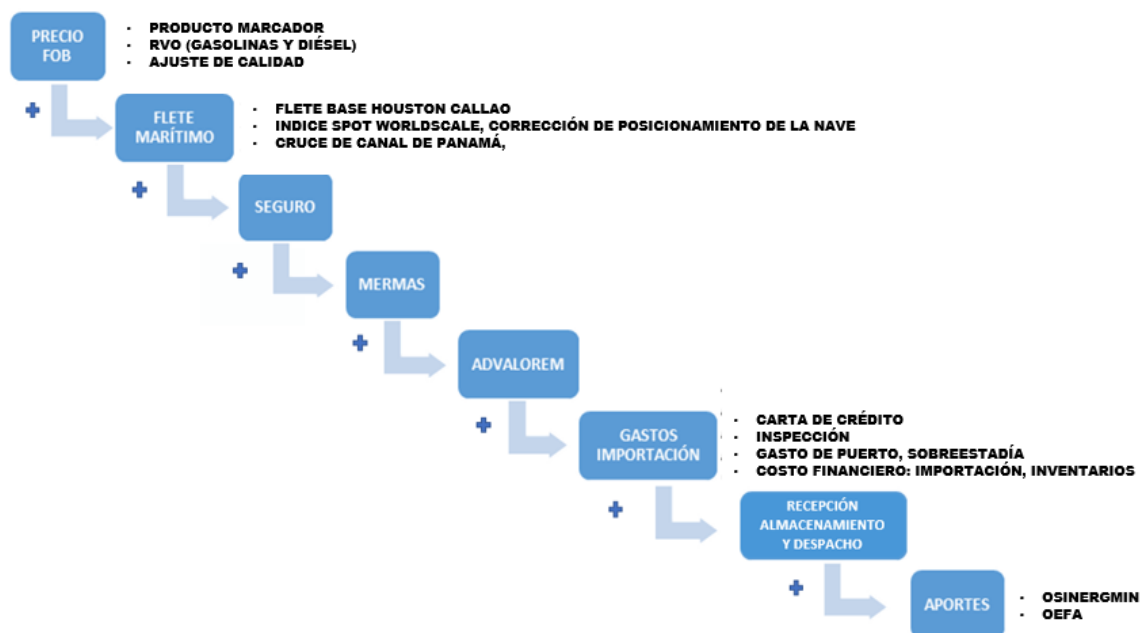 PRECIO
FOB
· PRODUCTO MARCADOR
· RVO (GASOLINAS Y DIÉSEL)
· AJUSTE DE CALIDAD
FLETE
MARÍTIMO
· FLETE BASE HOUSTON CALLAO
· INDICE SPOT WORLDSCALE, CORRECCIÓN DE POSICIONAMIENTO DE LA NAVE
· CRUCE DE CANAL DE PANAMÁ,
SEGURO
MERMAS
ADVALOREM
GASTOS
IMPORTACIÓN
· CARTA DE CRÉDITO
· INSPECCIÓN
· GASTO DE PUERTO, SOBREESTADÍA
· COSTO FINANCIERO: IMPORTACIÓN, INVENTARIOS
RECEPCIÓN
ALMACENAMIENTO
Y DESPACHO
APORTES
· OSINERGMIN
· OEFA